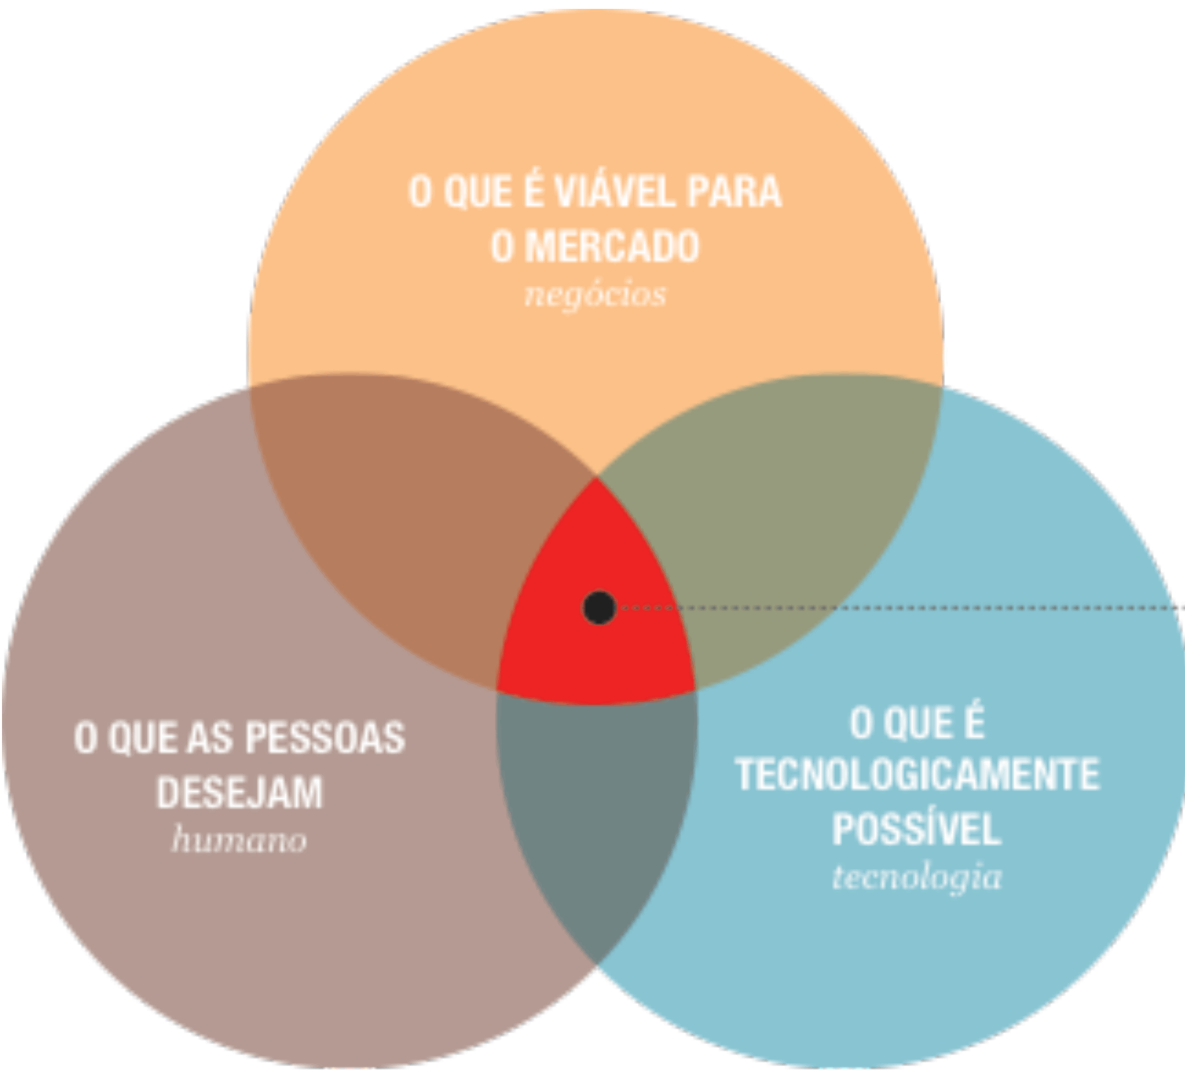 O QUE É VIÁVEL PARA
O MERCADO
negócios
O QUE AS PESSOAS
DESEJAM
humano
O QUE É
TECNOLOGICAMENTE
POSSÍVEL
tecnologia